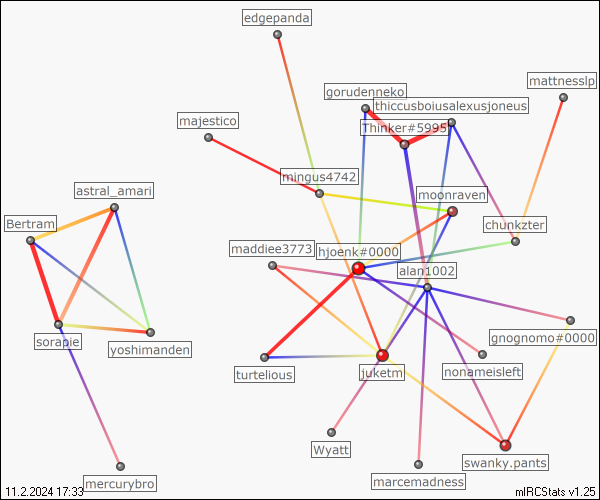 edgepanda
mattnesslp
gorudenneko
thiccusboiusalexusjoneus
majestico
Thinker#5995
mingus4742
astral_amari
moonraven
Bertram
chunkzter
maddiee3773
hjoenk#0000
alan1002
sorapie
yoshimanden
gnognomo#0000
turtelious
juketm
nonameisleft
Wyatt
swanky.pants
mercurybro
marcemadness
11.2.2024 17:33
mIRCStats v1.25